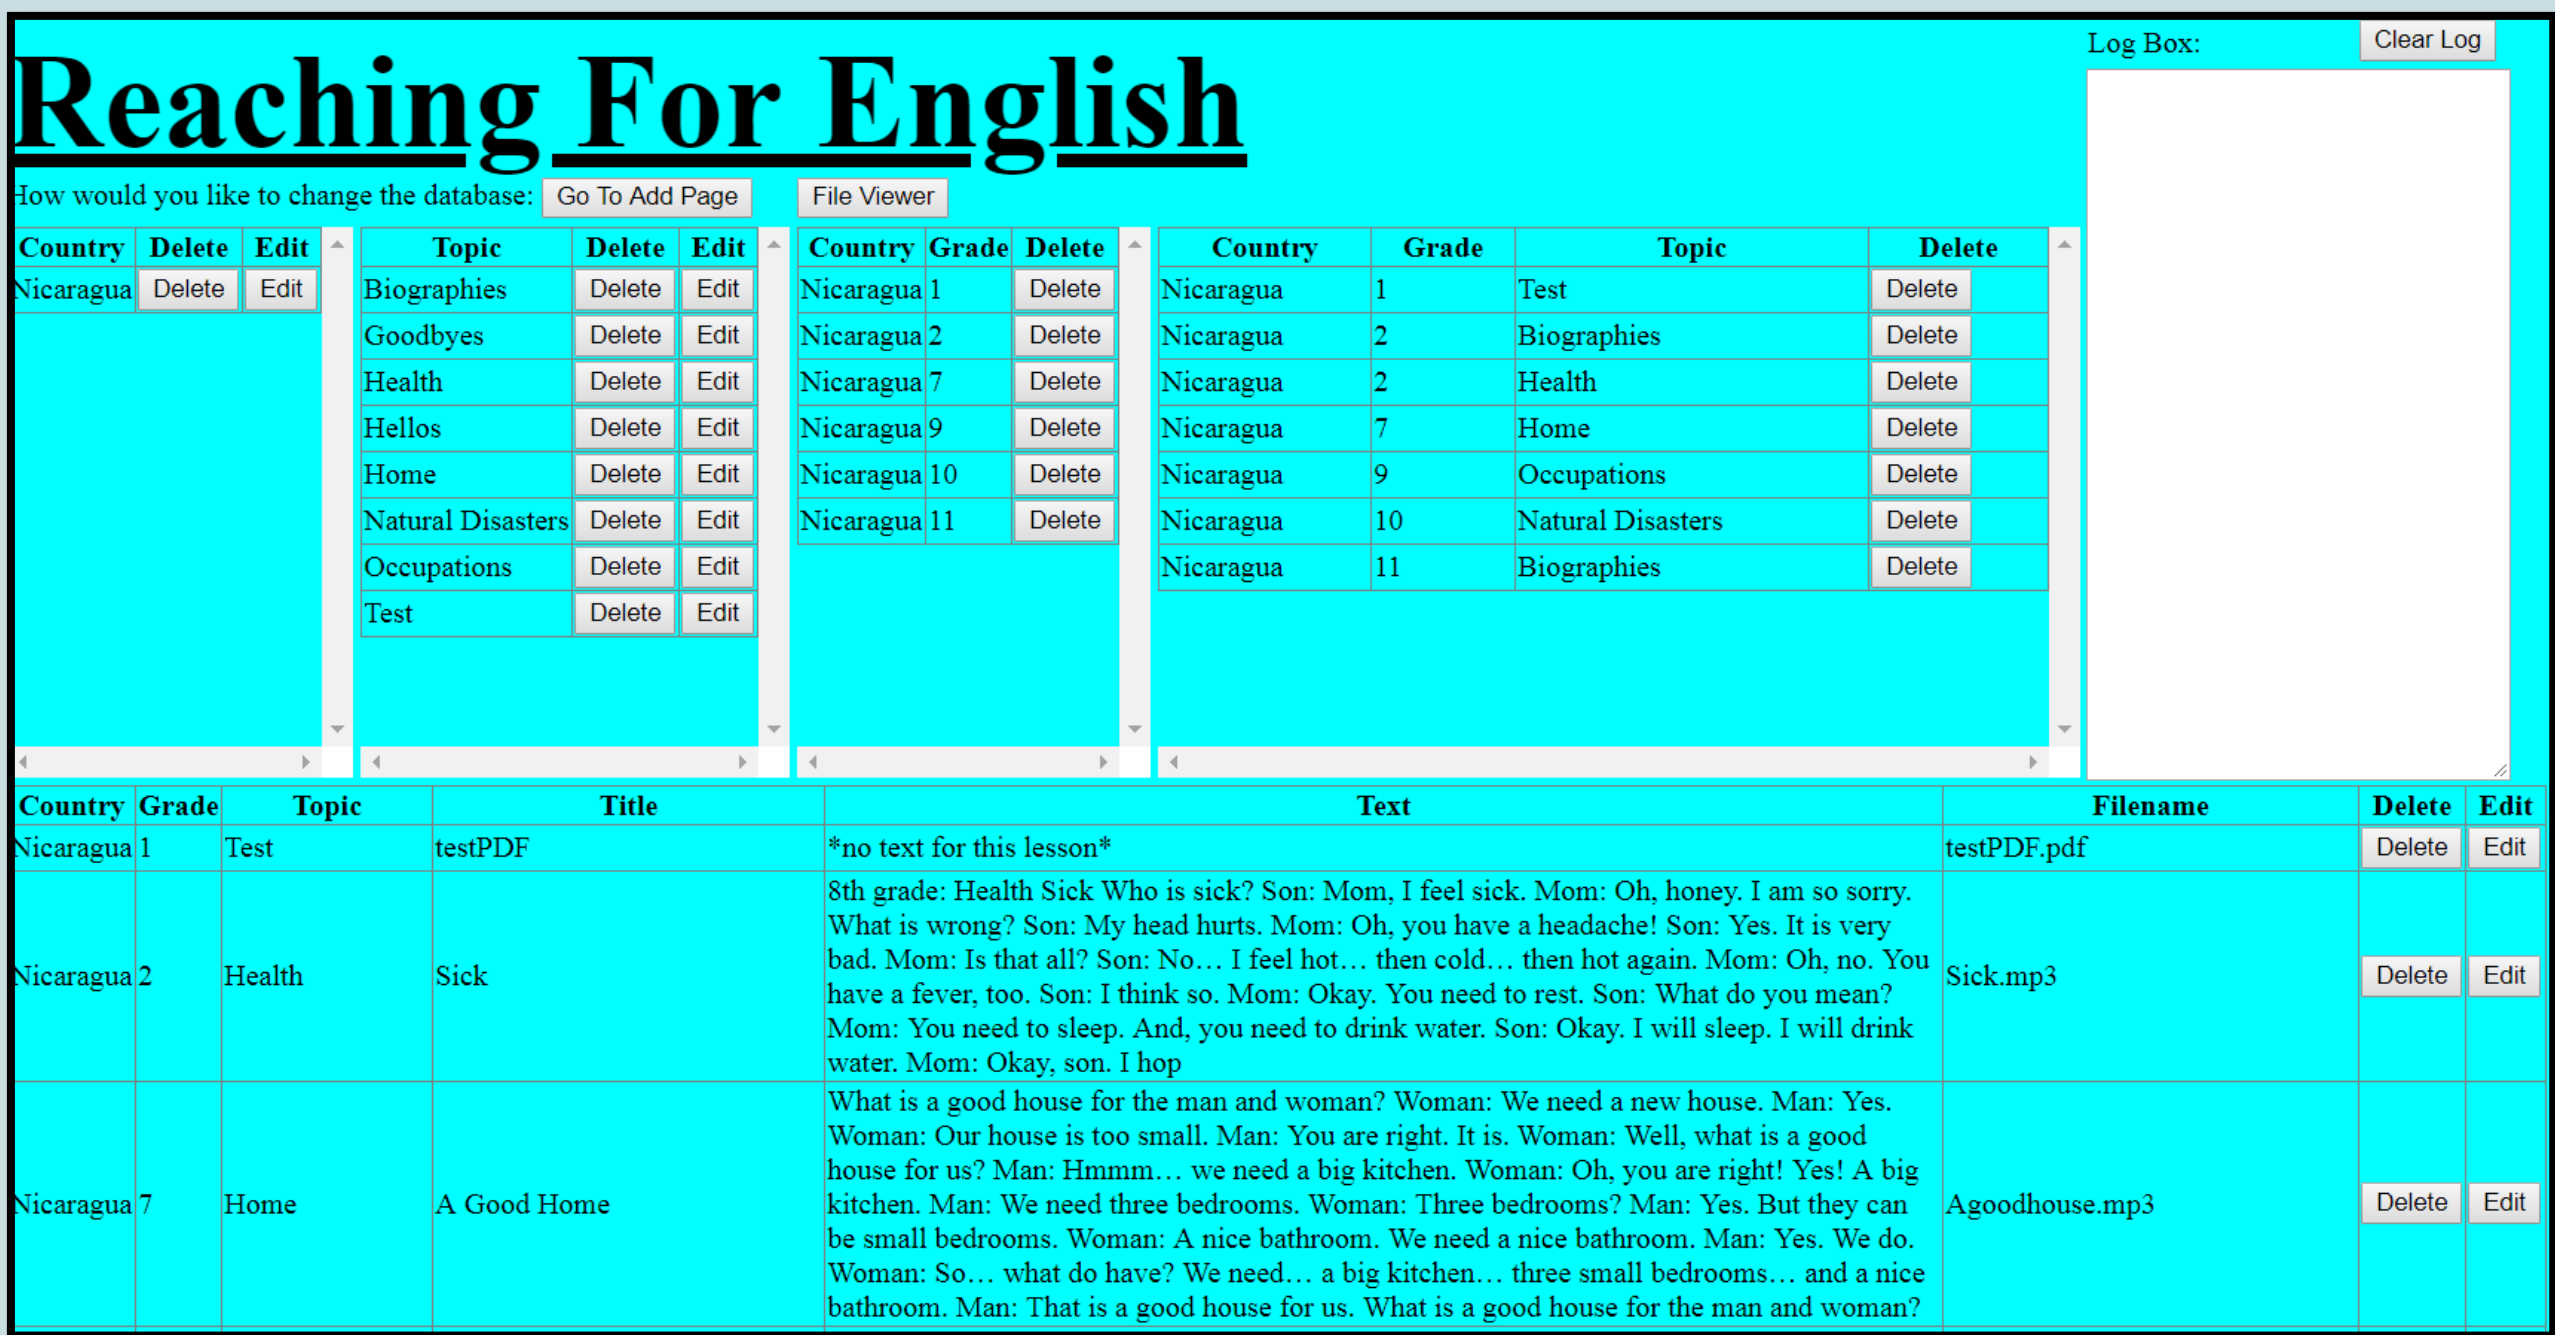 Reaching For English
Log Box: Clear Log
How would you like to change the database: Go To Add Page File Viewer
Country Delete Edit
Nicaragua Delete Edit
Topic Delete Edit
Biographies Delete Edit
Goodbyes Delete Edit
Health Delete Edit
Hellos Delete Edit
Home Delete Edit
Natural Disasters Delete Edit
Occupations Delete Edit
Test Delete Edit
Country Grade Delete
Nicaragua 1 Delete
Nicaragua 2 Delete
Nicaragua 7 Delete
Nicaragua 9 Delete
Nicaragua 10 Delete
Nicaragua 11 Delete
Country Grade Topic Delete
Nicaragua 1 Test Delete
Nicaragua 2 Biographies Delete
Nicaragua 2 Health Delete
Nicaragua 7 Home Delete
Nicaragua 9 Occupations Delete
Nicaragua 10 Natural Disasters Delete
Nicaragua 11 Biographies Delete
Country Grade Topic Title Text Filename Delete Edit
Nicaragua 1 Test testPDF *no text for this lesson* testPDF.pdf Delete Edit
Nicaragua 2 Health Sick
8th grade: Health Sick Who is sick? Son: Mom, I feel sick. Mom: Oh, honey. I am so sorry.
What is wrong? Son: My head hurts. Mom: Oh, you have a headache! Son: Yes. It is very
bad. Mom: Is that all? Son: No… I feel hot… then cold… then hot again. Mom: Oh, no. You
have a fever, too. Son: I think so. Mom: Okay. You need to rest. Son: What do you mean?
Mom: You need to sleep. And, you need to drink water. Son: Okay. I will sleep. I will drink
water. Mom: Okay, son. I hop
Sick.mp3 Delete Edit
Nicaragua 7 Home A Good Home
What is a good house for the man and woman? Woman: We need a new house. Man: Yes.
Woman: Our house is too small. Man: You are right. It is. Woman: Well, what is a good
house for us? Man: Hmmm… we need a big kitchen. Woman: Oh, you are right! Yes! A big
kitchen. Man: We need three bedrooms. Woman: Three bedrooms? Man: Yes. But they can
be small bedrooms. Woman: A nice bathroom. We need a nice bathroom. Man: Yes. We do.
Woman: So… what do have? We need… a big kitchen… three small bedrooms… and a nice
bathroom. Man: That is a good house for us. What is a good house for the man and woman?
Agoodhouse.mp3 Delete Edit